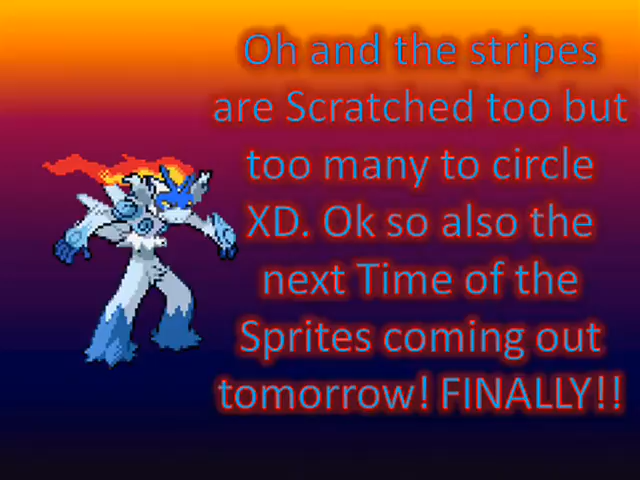 Oh and the stripes
are Scratched too but
too many to circle
XD. Ok so also the
next Time of the
Sprites coming out
tomorrow! FINALLY!!